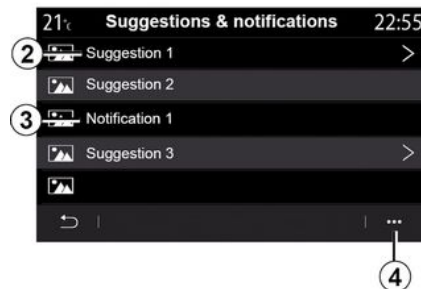 21°c Suggestions & notifications 22:55
2 Suggestion 1
Suggestion 2
3 Notification 1
Suggestion 3
4